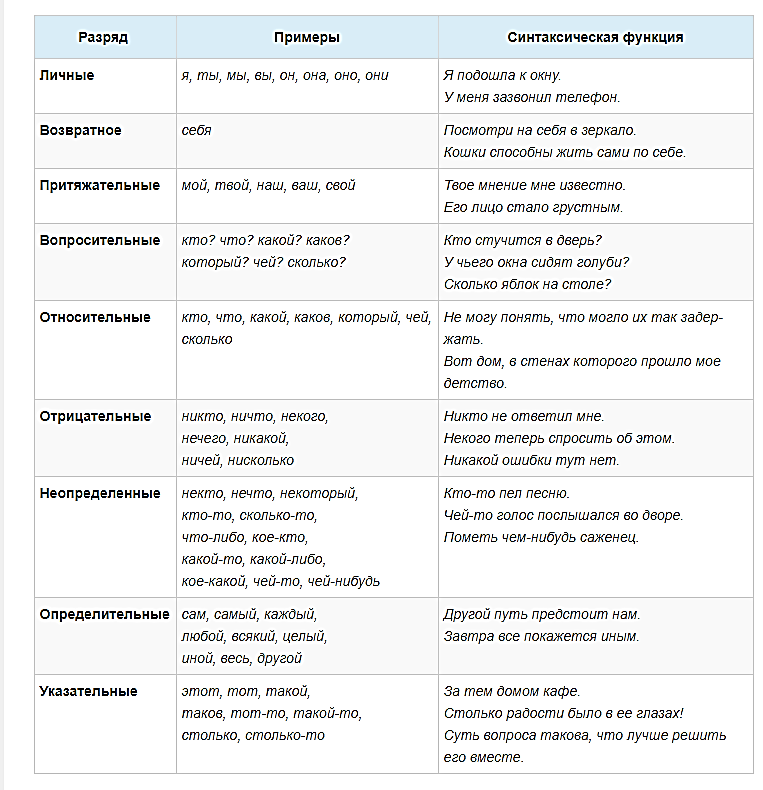 Разряд Примеры Синтаксическая функция
Личные я, ты, мы, вы, он, она, оно, они Я подошла к окну.
У меня зазвонил телефон.
Возвратное себя Посмотри на себя в зеркало.
Кошки способны жить сами по себе.
Притяжательные мой, твой, наш, ваш, свой Твое мнение мне известно.
Его лицо стало грустным.
Вопросительные кто? что? какой? каков? Кто стучится в дверь?
который? чей? сколько? У чьего окна сидят голуби?
Сколько яблок на столе?
Относительные кто, что, какой, каков, который, чей, Не могу понять, что могло их так задер-
сколько жать.
Вот дом, в стенах которого прошло мое
детство.
Отрицательные никто, ничто, некого, Никто не ответил мне.
нечего, никакой, Некого теперь спросить об этом.
ничей, нисколько Никакой ошибки тут нет.
Неопределенные некто, нечто, некоторый, Кто-то пел песню.
кто-то, сколько-то, Чей-то голос послышался во дворе.
что-либо, кое-кто, Пометь чем-нибудь саженец.
какой-то, какой-либо,
кое-какой, чей-то, чей-нибудь
Определительные сам, самый, каждый, Другой путь предстоит нам.
любой, всякий, целый, Завтра все покажется иным.
иной, весь, другой
Указательные этот, тот, такой, За тем домом кафе.
таков, тот-то, такой-то, Столько радости было в ее глазах!
столько, столько-то Суть вопроса такова, что лучше решить
его вместе.